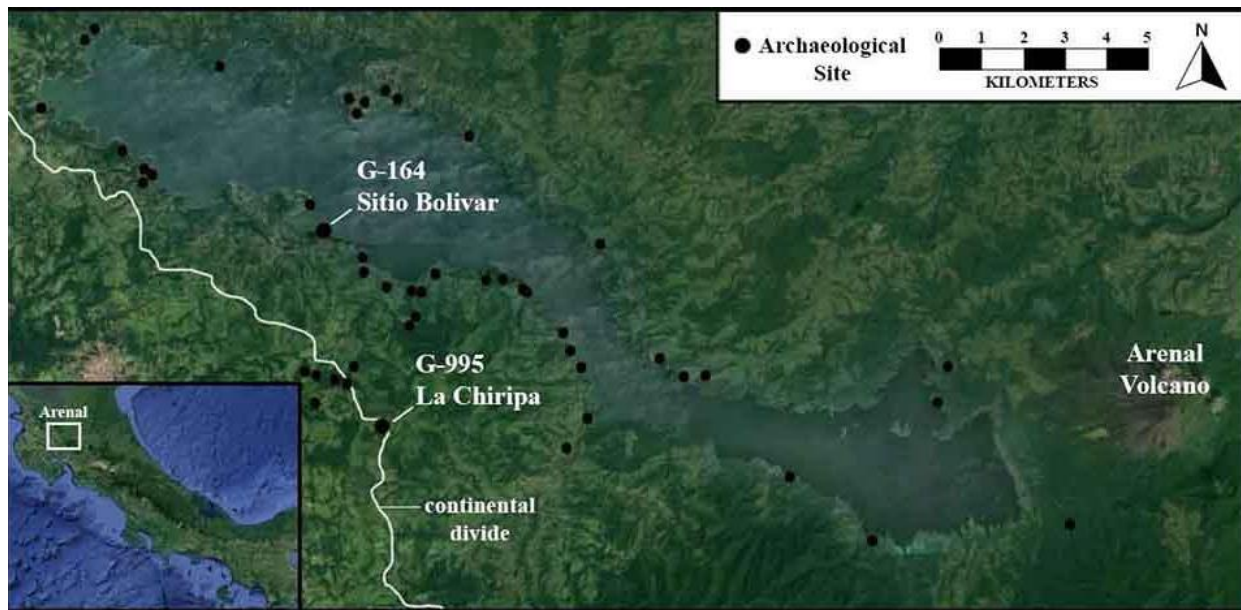 Archaeological
Site
0 1 2 3 4 5
KILOMETERS
N
G-164
Sitio Bolivar
G-995
La Chiripa
Arenal
Volcano
Arenal
continental
divide